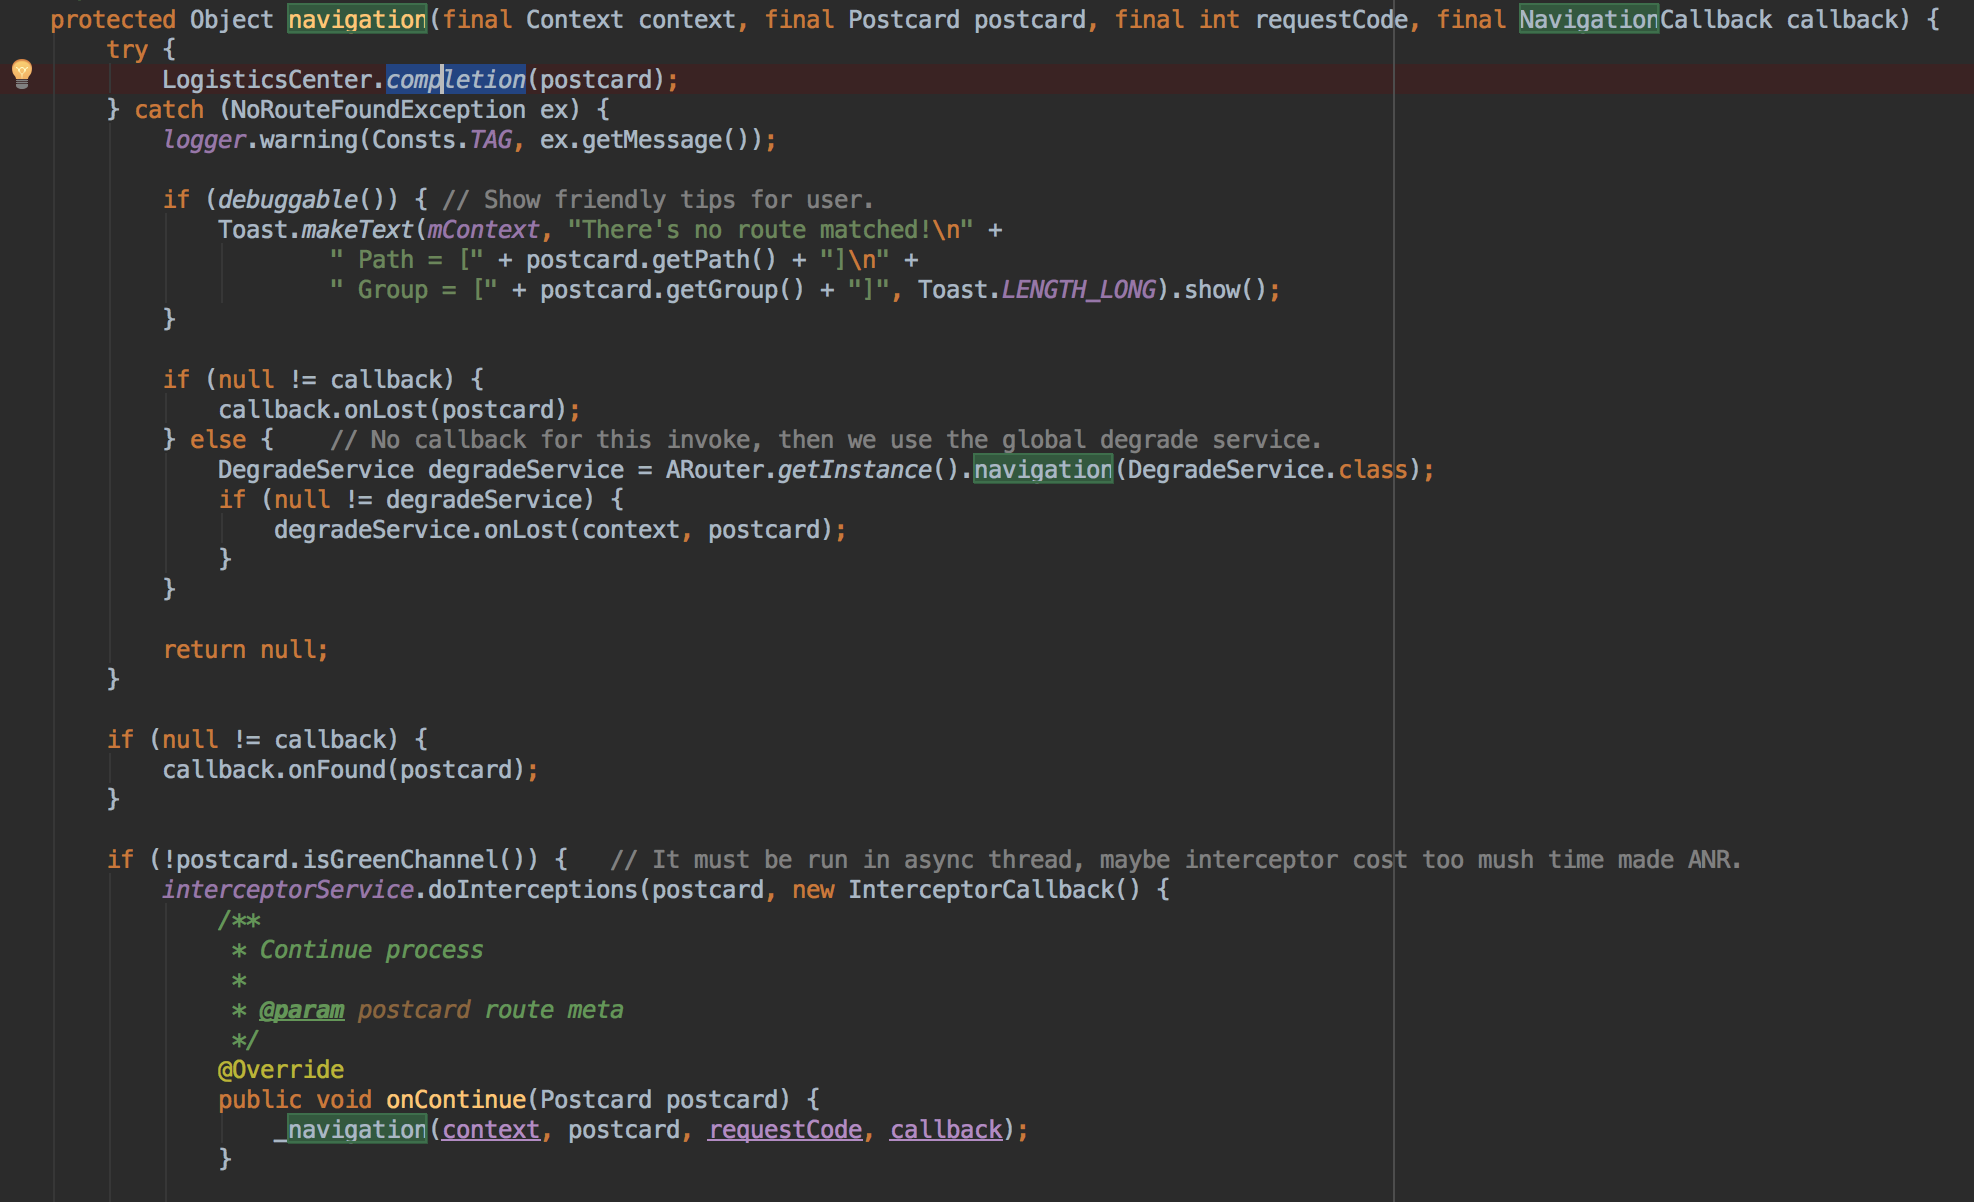 protected Object navigation(final Context context, final Postcard postcard, final int requestCode, final NavigationCallback callback) {
try {
LogisticsCenter.completion(postcard);
} catch (NoRouteFoundException ex) {
logger.warning(Consts.TAG, ex.getMessage());
if (debuggable()) { // Show friendly tips for user.
Toast.makeText(mContext, "There's no route matched!\n" +
" Path = [" + postcard.getPath() + "]\n" +
" Group = [" + postcard.getGroup() + "]", Toast.LENGTH_LONG).show();
}
if (null != callback) {
callback.onLost(postcard);
} else {    // No callback for this invoke, then we use the global degrade service.
DegradeService degradeService = ARouter.getInstance().navigation(DegradeService.class);
if (null != degradeService) {
degradeService.onLost(context, postcard);
}
}
return null;
}
if (null != callback) {
callback.onFound(postcard);
}
if (!postcard.isGreenChannel()) {   // It must be run in async thread, maybe interceptor cost too mush time made ANR.
interceptorService.doInterceptions(postcard, new InterceptorCallback() {
/**
* Continue process
*
* @param postcard route meta
*/
@Override
public void onContinue(Postcard postcard) {
_navigation(context, postcard, requestCode, callback);
}